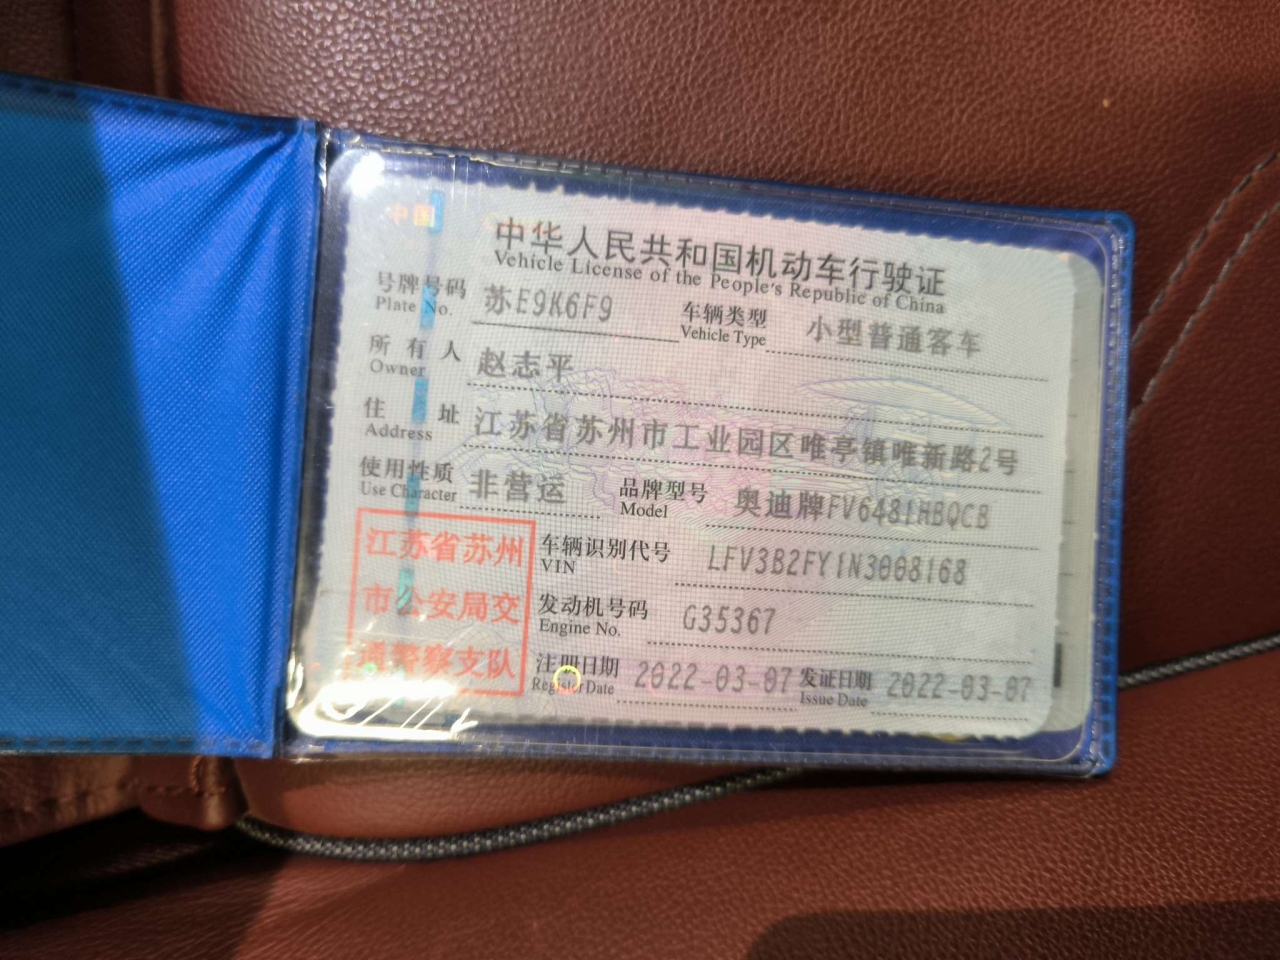 中国
中华人民共和国机动车行驶证
Vehicle License of the People's Republic of China
号牌号码 苏E9K6F9 车辆类型 小型普通客车
Plate No. Vehicle Type
所有人 赵志平
Owner
住址 江苏省苏州市工业园区唯亭镇唯新路2号
Address
使用性质 非营运 品牌型号 奥迪牌FV6481HBQCB
Use Character Model
江苏省苏州
市公安局交
通警察支队
车辆识别代号 LFV3B2FY1N3008168
VIN
发动机号码 G35367
Engine No.
注册日期 2022-03-07 发证日期 2022-03-07
Register Date Issue Date